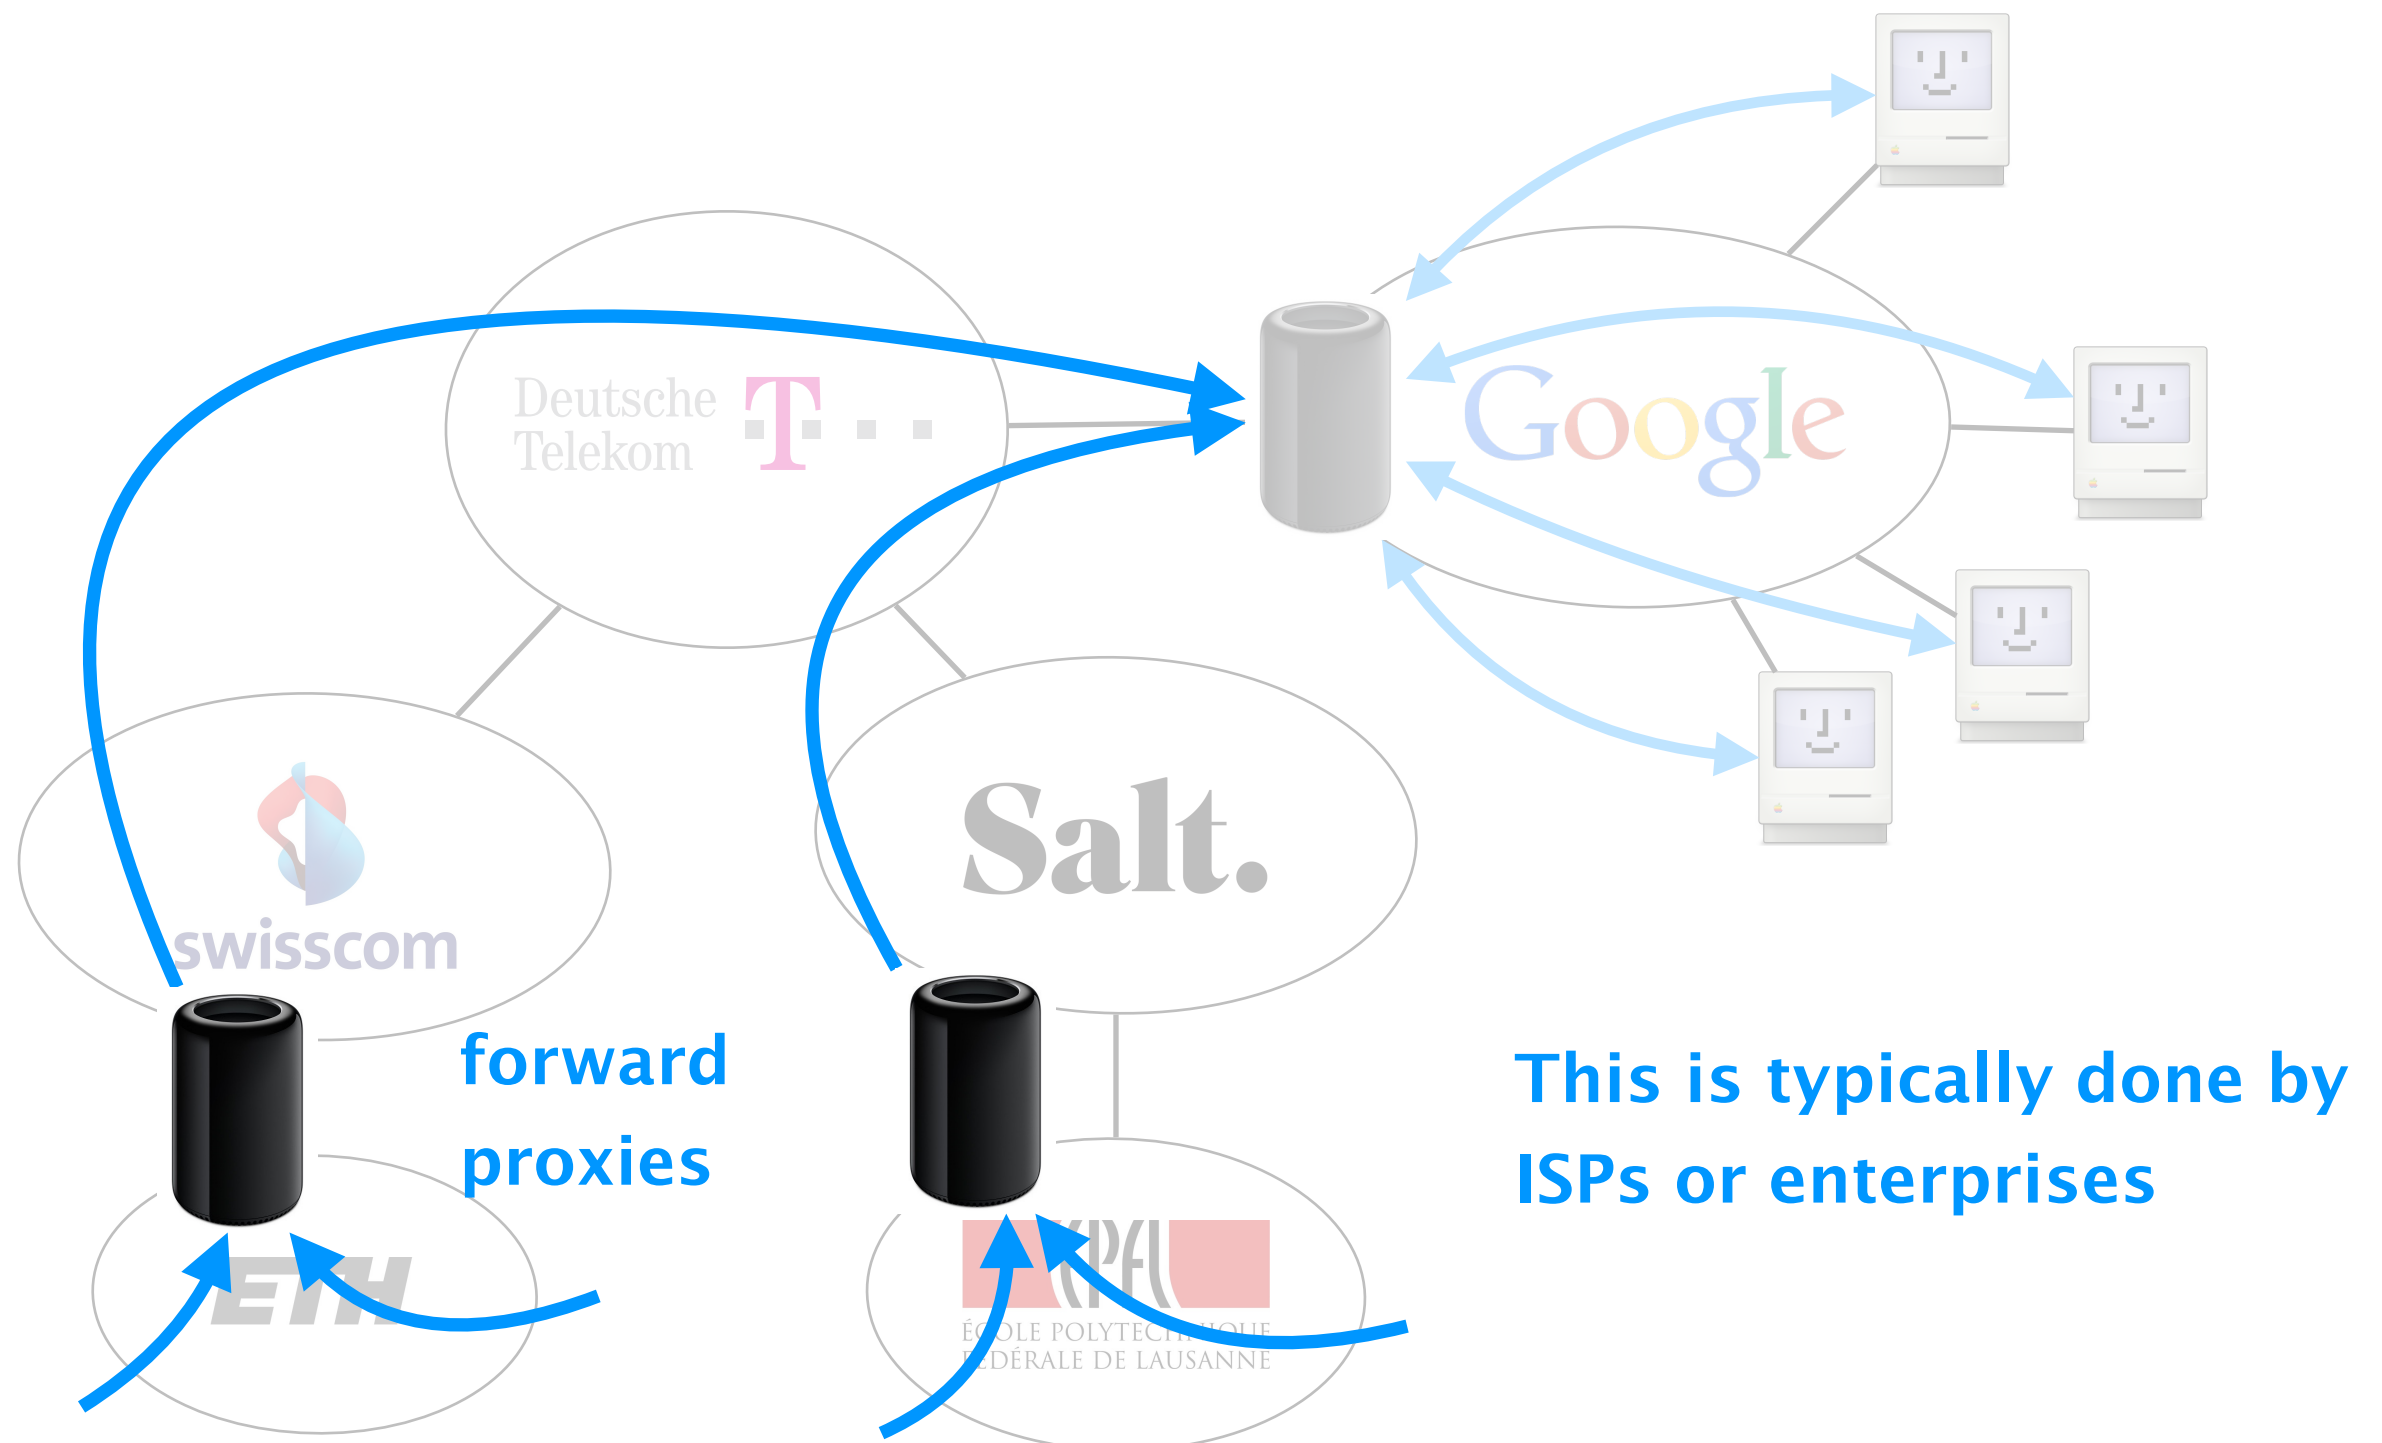 Deutsche
Telekom
T
Google
Salt.
swisscom
forward
proxies
This is typically done by
ISPs or enterprises
ETH
EPFL
ÉCOLE POLYTECHNIQUE
FÉDÉRALE DE LAUSANNE